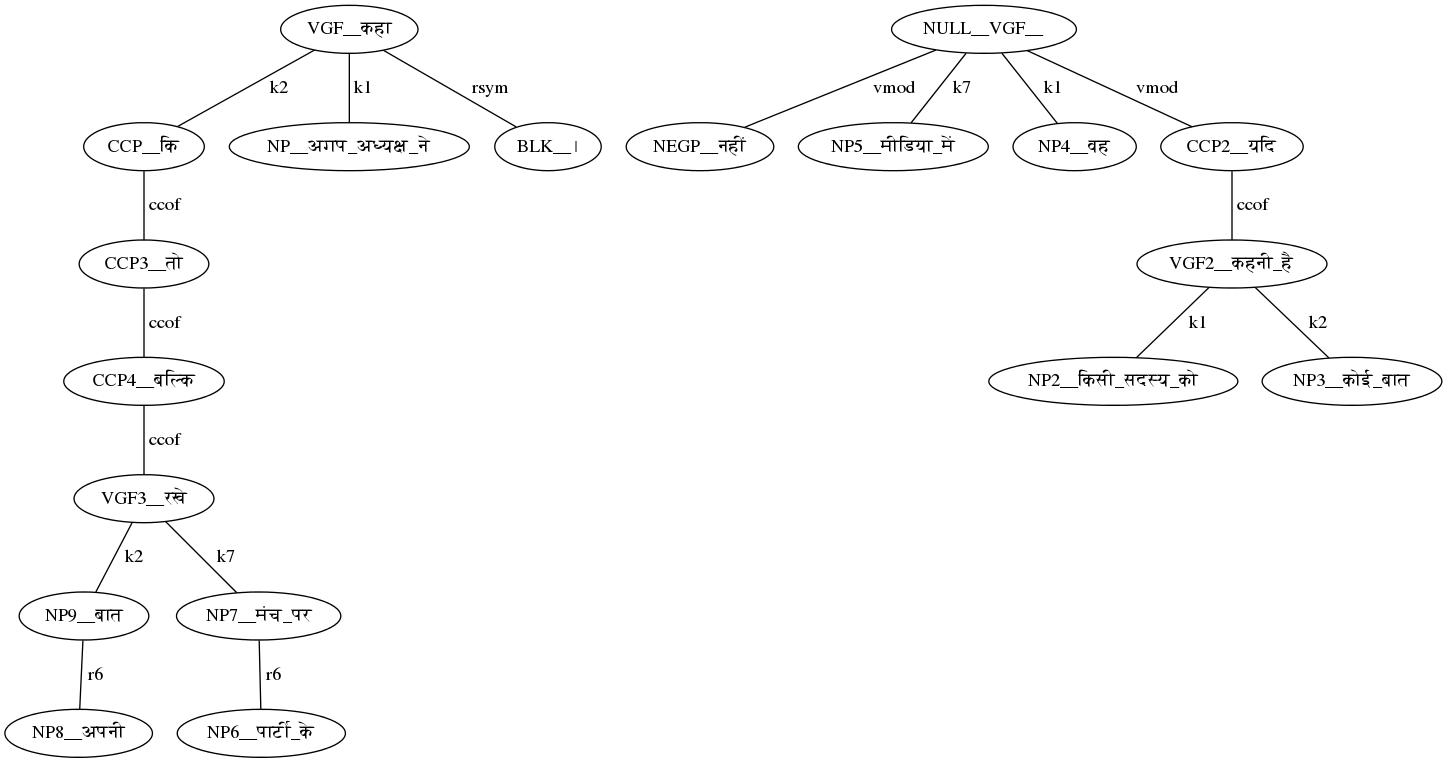 VGF__कहा NULL__VGF__
k2 k1 rsym vmod k7 k1 vmod
CCP__कि NP__अगप_अध्यक्ष_ने BLK__। NEGP__नहीं NP5__मीडिया_में NP4__वह CCP2__यदि
ccof ccof
CCP3__तो VGF2__कहनी_है
ccof k1 k2
CCP4__बल्कि NP2__किसी_सदस्य_को NP3__कोई_बात
ccof
VGF3__रखे
k2 k7
NP9__बात NP7__मंच_पर
r6 r6
NP8__अपनी NP6__पार्टी_के